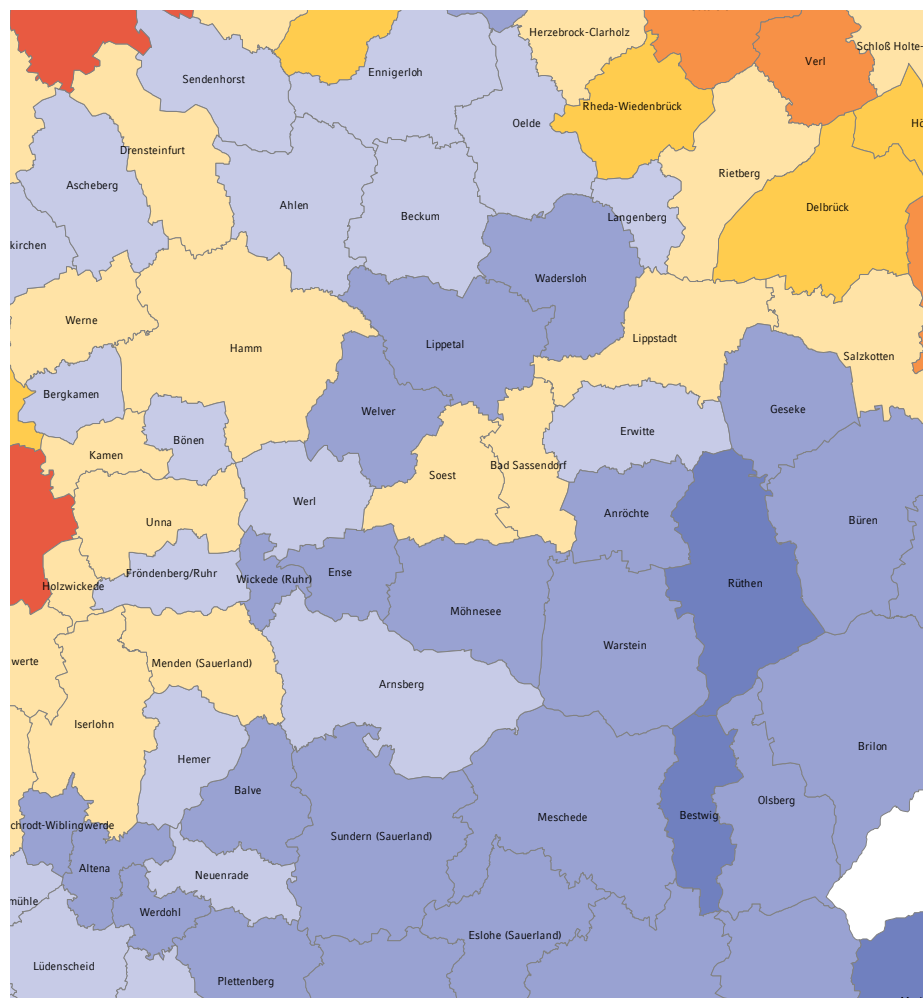 Herzebrock-Clarholz
Schloß Holte-
Verl
Ennigerloh
Sendenhorst
Rheda-Wiedenbrück
Oelde
Hö
Drensteinfurt
Rietberg
Ascheberg
Ahlen
Delbrück
Beckum
Langenberg
kirchen
Wadersloh
Werne
Lippstadt
Lippetal
Hamm
Salzkotten
Bergkamen
Welver
Geseke
Erwitte
Bönen
Kamen
Bad Sassendorf
Soest
Werl
Anröchte
Unna
Büren
Fröndenberg/Ruhr
Ense
Wickede (Ruhr)
Rüthen
Holzwickede
Möhnesee
Warstein
werte
Menden (Sauerland)
Arnsberg
Iserlohn
Brilon
Hemer
Balve
Olsberg
Bestwig
Meschede
chrodt-Wiblingwerde
Sundern (Sauerland)
Altena
Neuenrade
mühle
Werdohl
Eslohe (Sauerland)
Lüdenscheid
Plettenberg